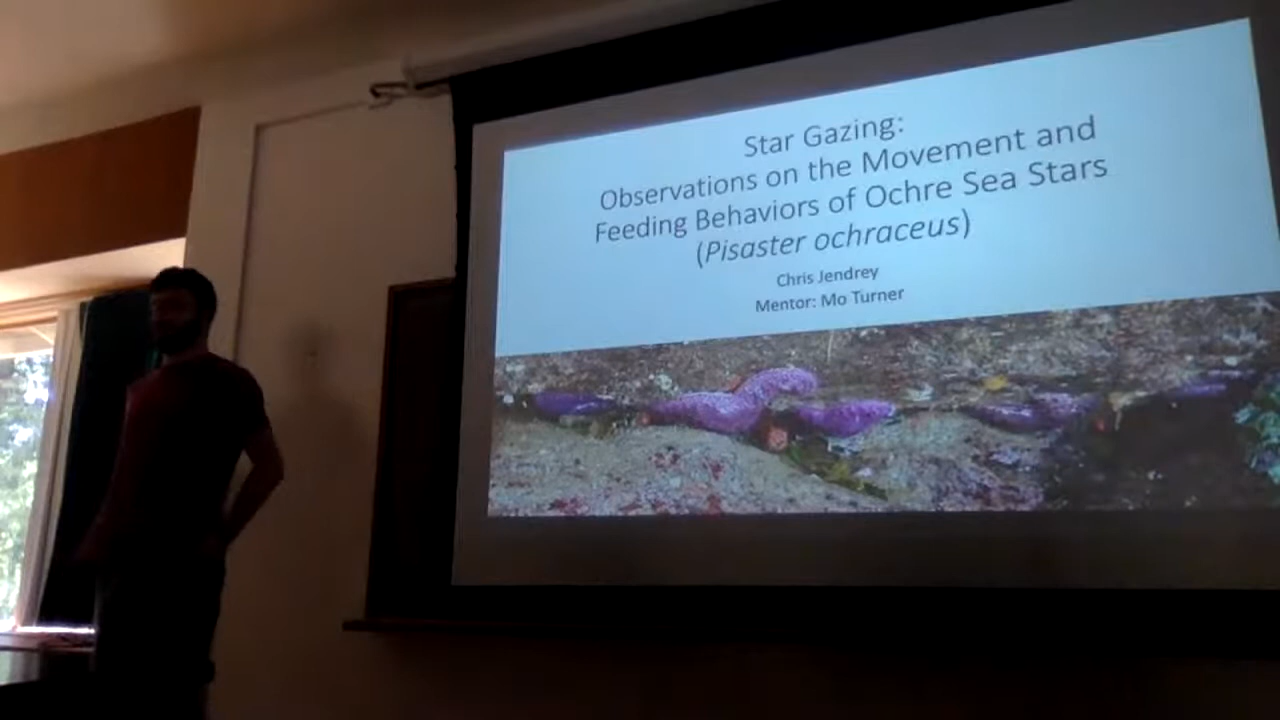 Star Gazing:
Observations on the Movement and
Feeding Behaviors of Ochre Sea Stars
(Pisaster ochraceus)
Chris Jendrey
Mentor: Mo Turner